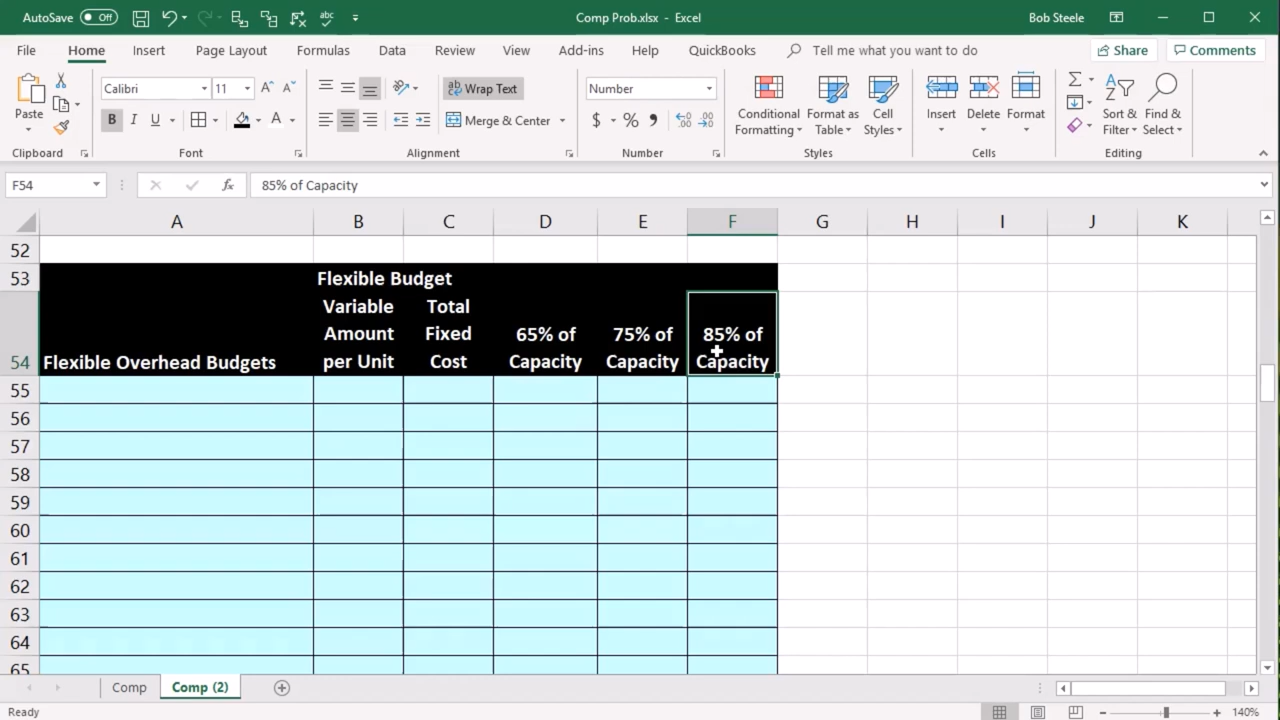 AutoSave Off Comp Prob.xlsx - Excel Bob Steele
File Home Insert Page Layout Formulas Data Review View Add-ins Help QuickBooks Tell me what you want to do Share Comments
Paste
Calibri 11
B I U
ab Wrap Text
Merge & Center
Number
$ %
Conditional Formatting
Format as Table
Cell Styles
Insert
Delete
Format
Sort & Filter
Find & Select
Clipboard Font Alignment Number Styles Cells Editing
F54 fx 85% of Capacity
A B C D E F G H I J K
52
53 Flexible Budget
Variable Total
Amount Fixed 65% of 75% of 85% of
54 Flexible Overhead Budgets per Unit Cost Capacity Capacity Capacity
55
56
57
58
59
60
61
62
63
64
65
Comp Comp (2)
Ready 140%